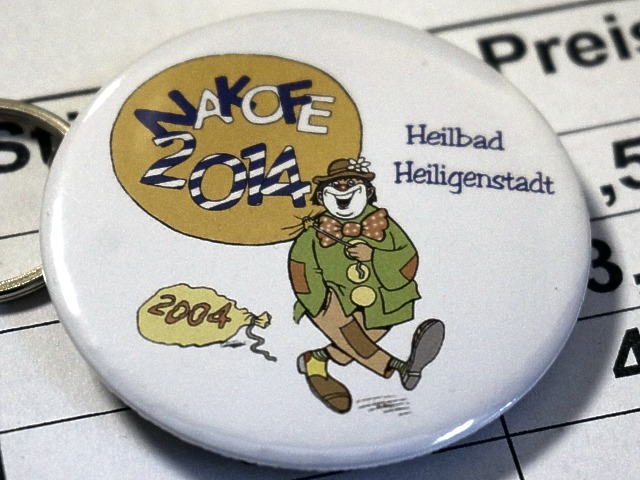 Preis
NAKOFE
2014
Heilbad
Heiligenstadt
2004